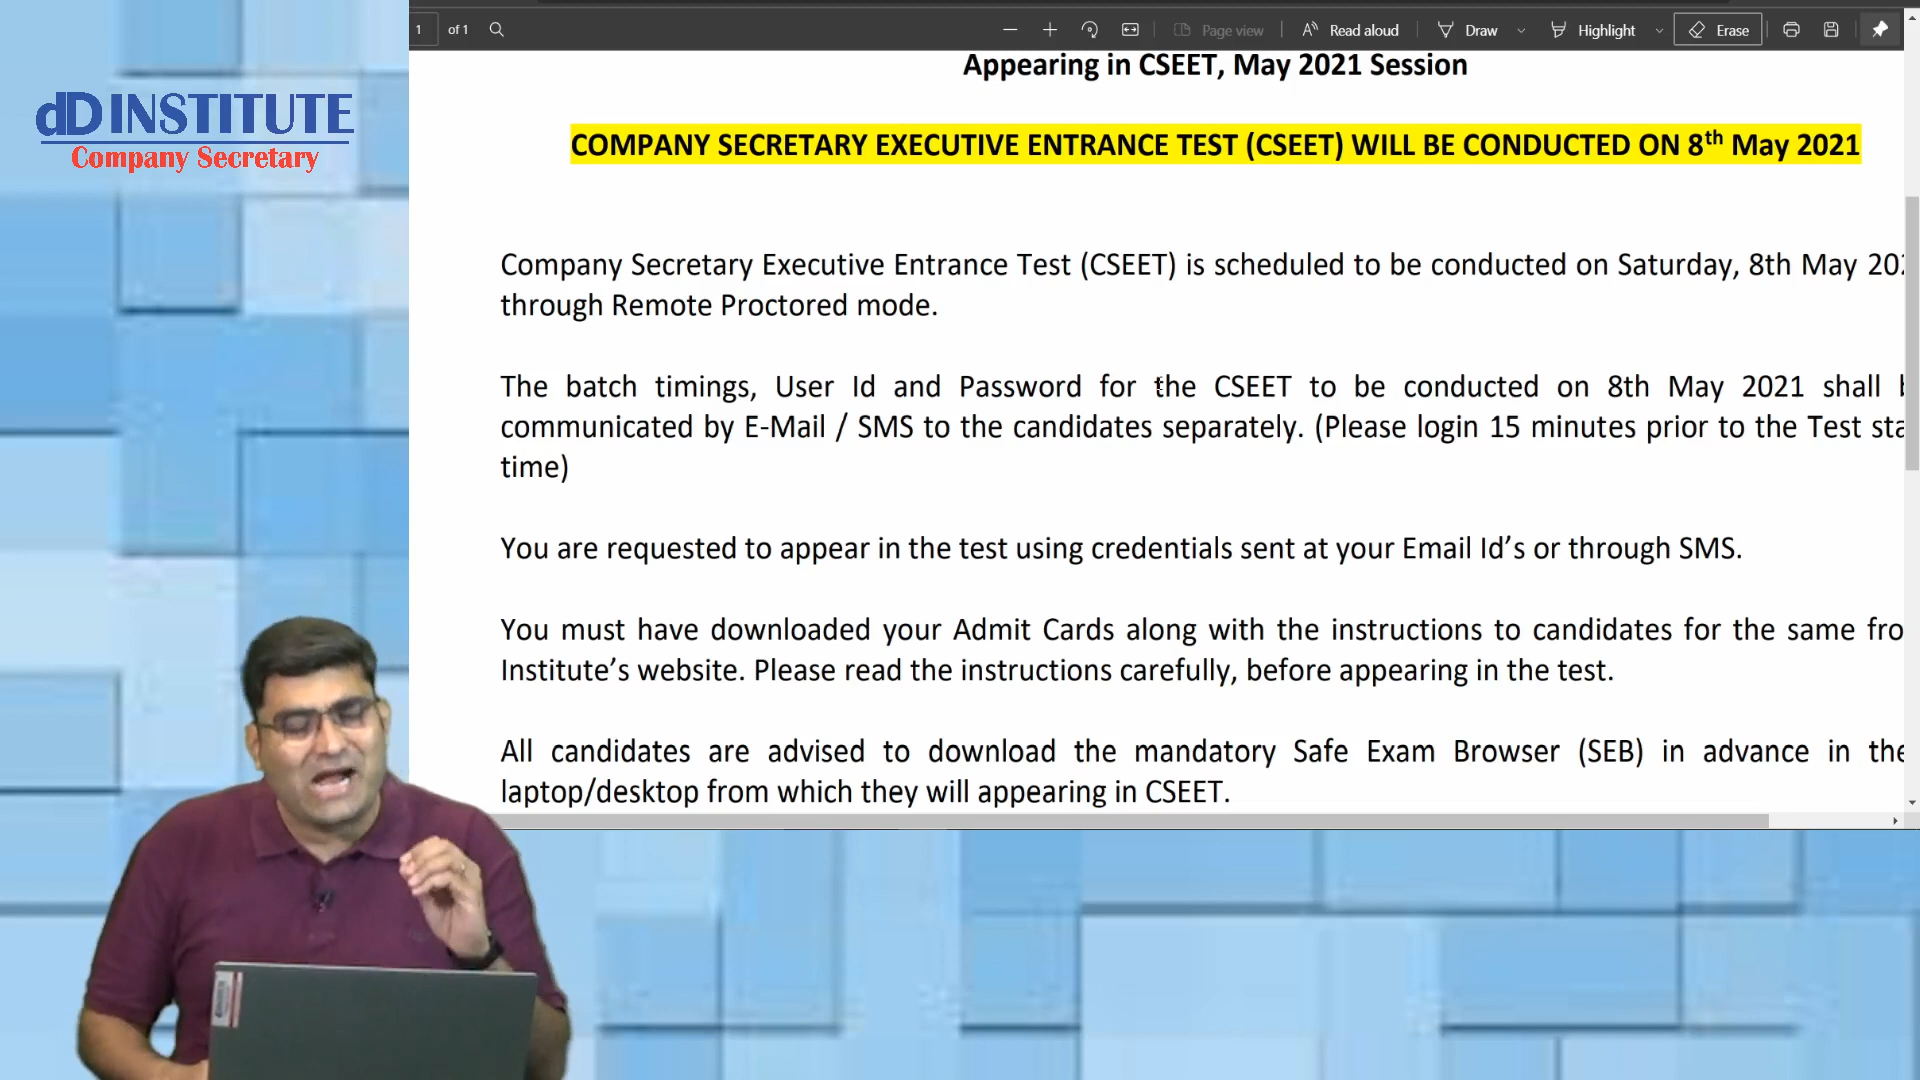 1 of 1 Page view Read aloud Draw Highlight Erase
Appearing in CSEET, May 2021 Session
dD INSTITUTE
Company Secretary
COMPANY SECRETARY EXECUTIVE ENTRANCE TEST (CSEET) WILL BE CONDUCTED ON 8th May 2021
Company Secretary Executive Entrance Test (CSEET) is scheduled to be conducted on Saturday, 8th May 202
through Remote Proctored mode.
The batch timings, User Id and Password for the CSEET to be conducted on 8th May 2021 shall b
communicated by E-Mail / SMS to the candidates separately. (Please login 15 minutes prior to the Test sta
time)
You are requested to appear in the test using credentials sent at your Email Id’s or through SMS.
You must have downloaded your Admit Cards along with the instructions to candidates for the same fro
Institute’s website. Please read the instructions carefully, before appearing in the test.
All candidates are advised to download the mandatory Safe Exam Browser (SEB) in advance in the
laptop/desktop from which they will appearing in CSEET.